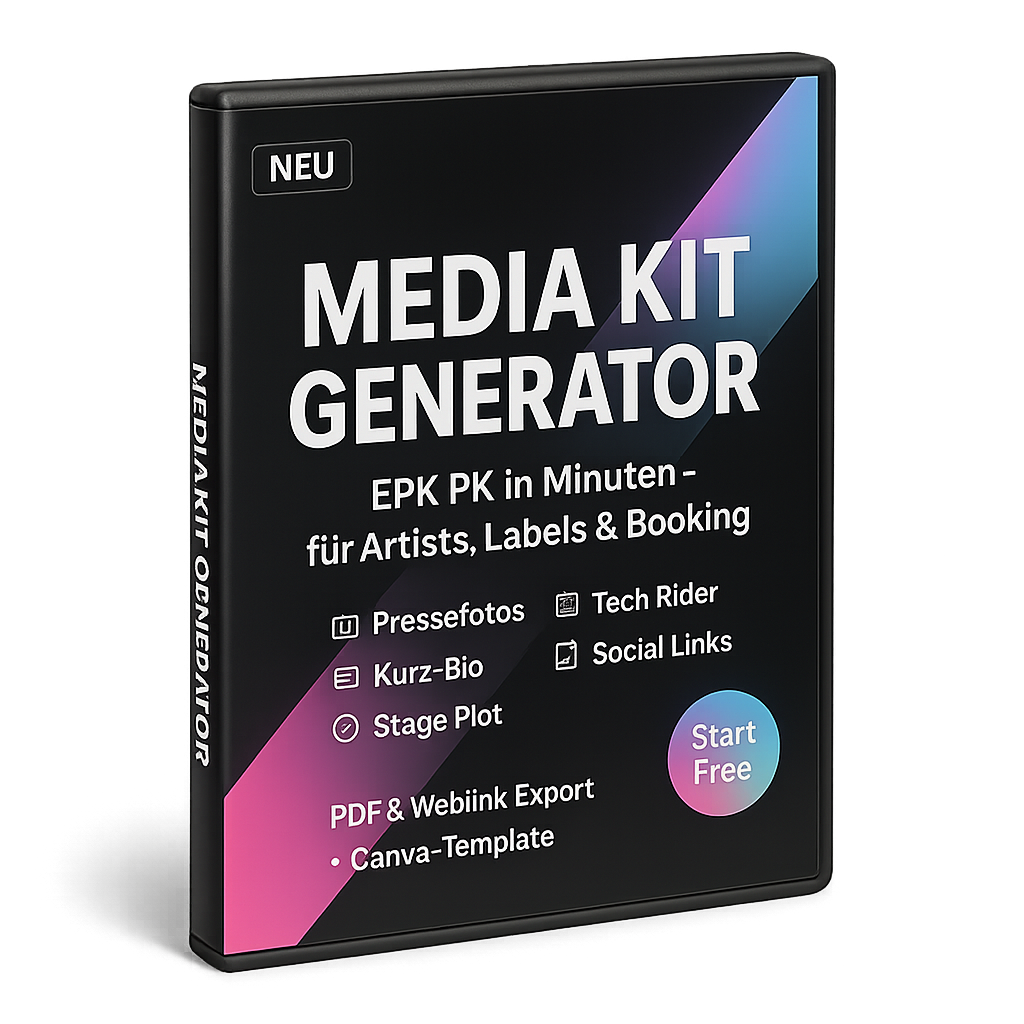 NEU
MEDIA KIT
GENERATOR
EPK PK in Minuten –
für Artists, Labels & Booking
Pressefotos
Kurz-Bio
Stage Plot
Tech Rider
Social Links
Start
Free
PDF & Webiink Export
• Canva-Template
MEDIA KIT